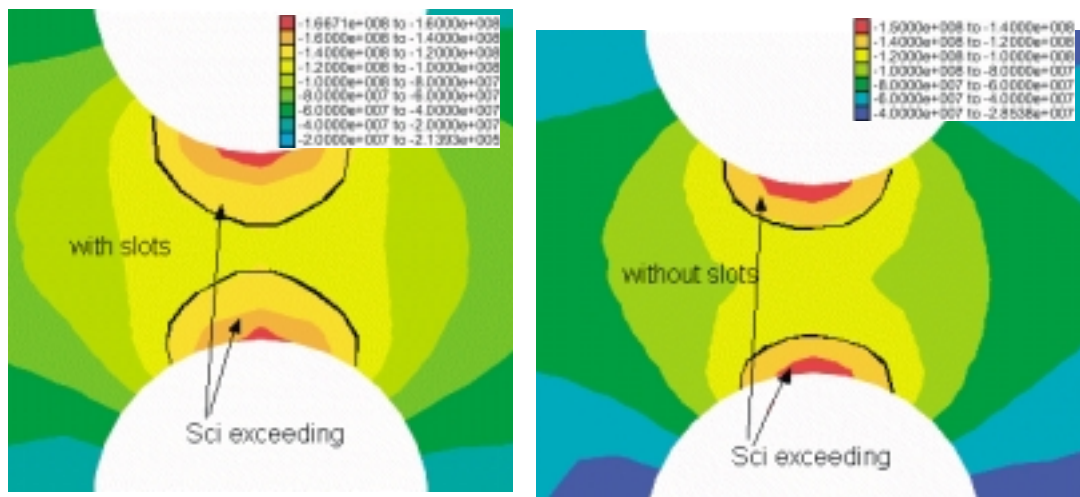 -1.6671e+008 to -1.6000e+008
-1.6000e+008 to -1.4000e+008
-1.4000e+008 to -1.2000e+008
-1.2000e+008 to -1.0000e+008
-1.0000e+008 to -8.0000e+007
-8.0000e+007 to -6.0000e+007
-6.0000e+007 to -4.0000e+007
-4.0000e+007 to -2.0000e+007
-2.0000e+007 to -2.1393e+005
with slots
Sci exceeding
-1.6000e+008 to -1.4000e+008
-1.4000e+008 to -1.2000e+008
-1.2000e+008 to -1.0000e+008
-1.0000e+008 to -8.0000e+007
-8.0000e+007 to -6.0000e+007
-6.0000e+007 to -4.0000e+007
-4.0000e+007 to -2.8538e+007
without slots
Sci exceeding